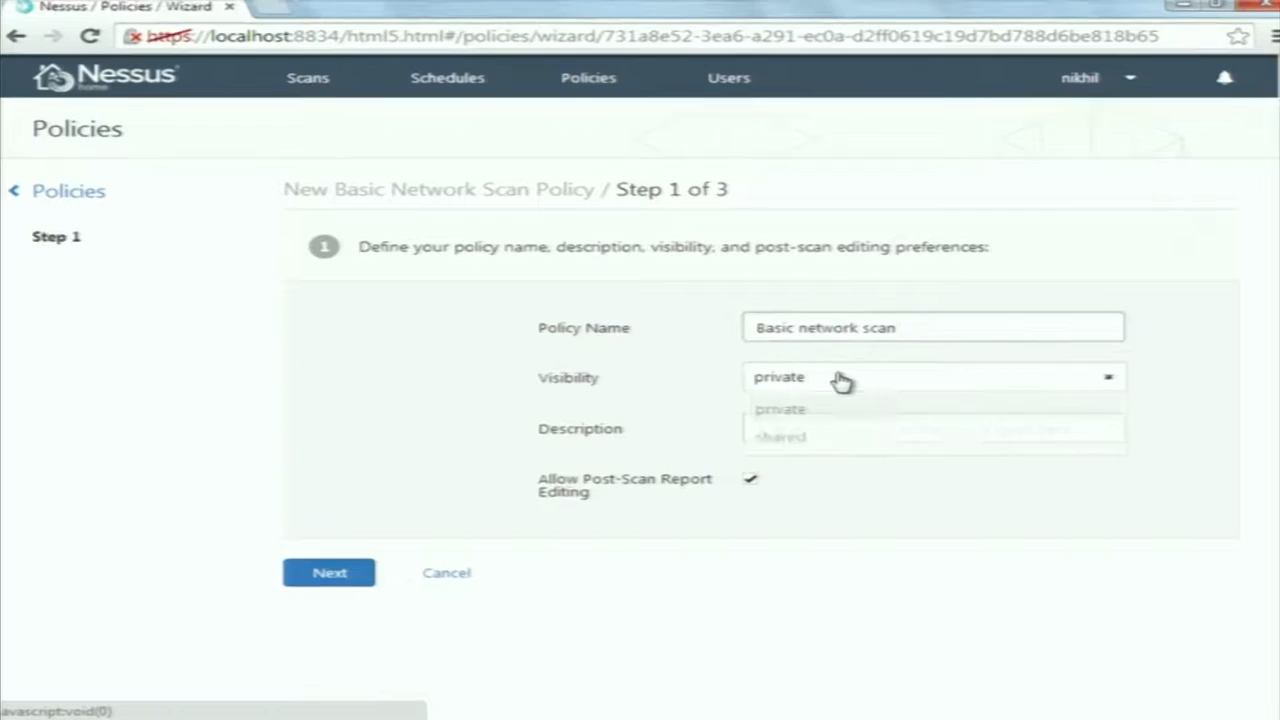 Nessus / Policies / Wizard ×
https://localhost:8834/html5.html#/policies/wizard/731a8e52-3ea6-a291-ec0a-d2ff0619c19d7bd788d6be818b65
Nessus home Scans Schedules Policies Users nikhil
Policies
Policies
New Basic Network Scan Policy / Step 1 of 3
Step 1
1 Define your policy name, description, visibility, and post-scan editing preferences:
Policy Name Basic network scan
Visibility private
private
Description
shared
Allow Post-Scan Report
Editing
Next Cancel
avascript:void(0)